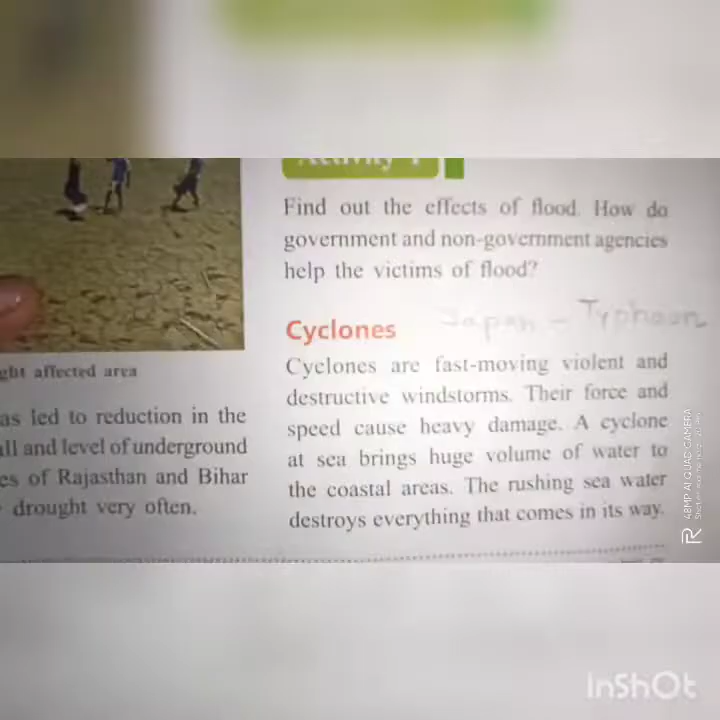 Find out the effects of flood. How do
government and non-government agencies
help the victims of flood?
Cyclones
Japan - Typhoon
Cyclones are fast-moving violent and
destructive windstorms. Their force and
speed cause heavy damage. A cyclone
at sea brings huge volume of water to
the coastal areas. The rushing sea water
destroys everything that comes in its way.
ght affected area
as led to reduction in the
all and level of underground
es of Rajasthan and Bihar
drought very often.
48MP AI QUAD CAMERA
InShOt